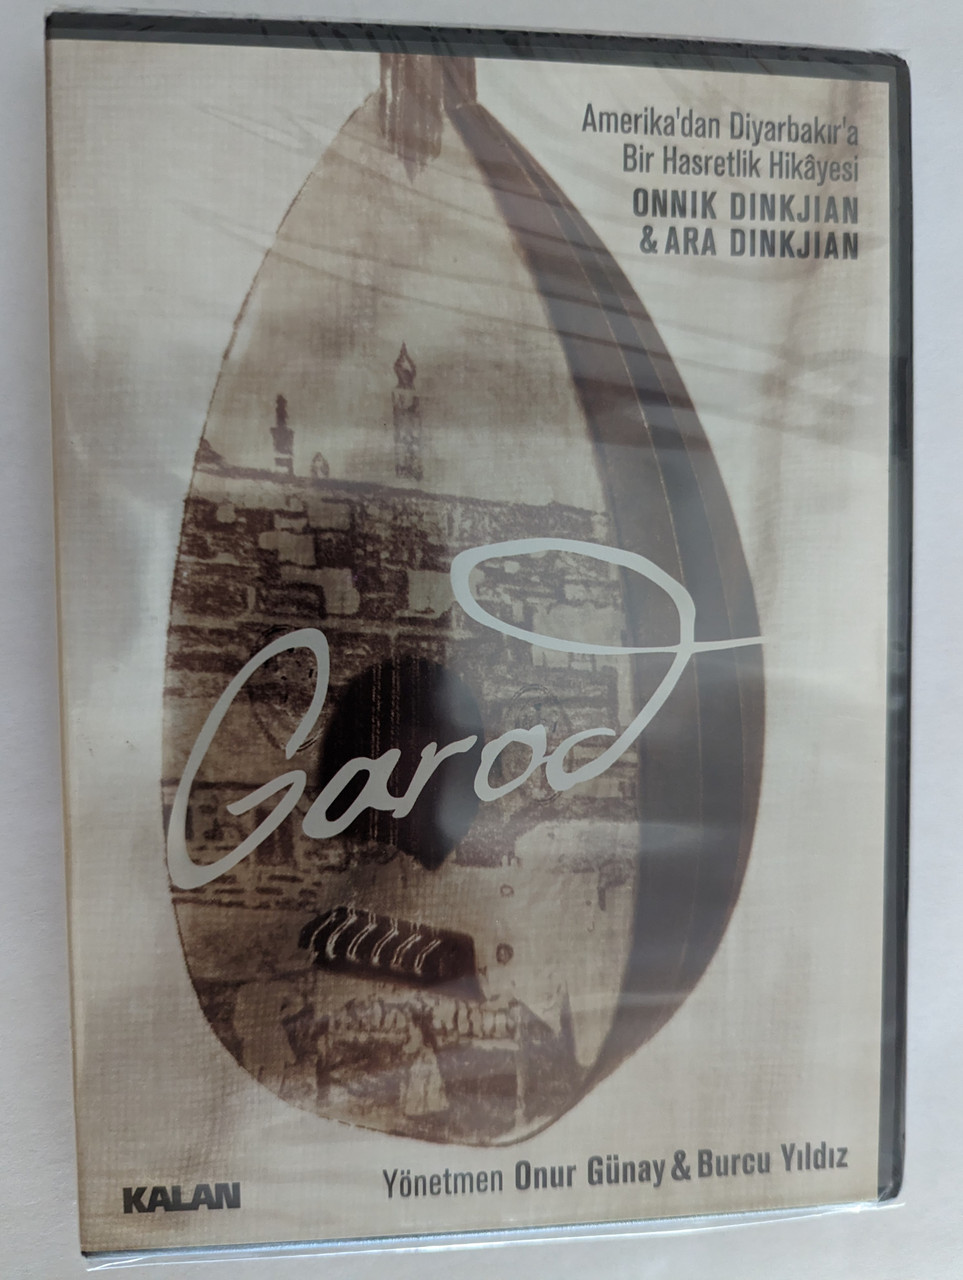 Amerika'dan Diyarbakır'a
Bir Hasretlik Hikâyesi
ONNIK DINKJIAN
& ARA DINKJIAN
Garod
Yönetmen Onur Günay & Burcu Yıldız
KALAN